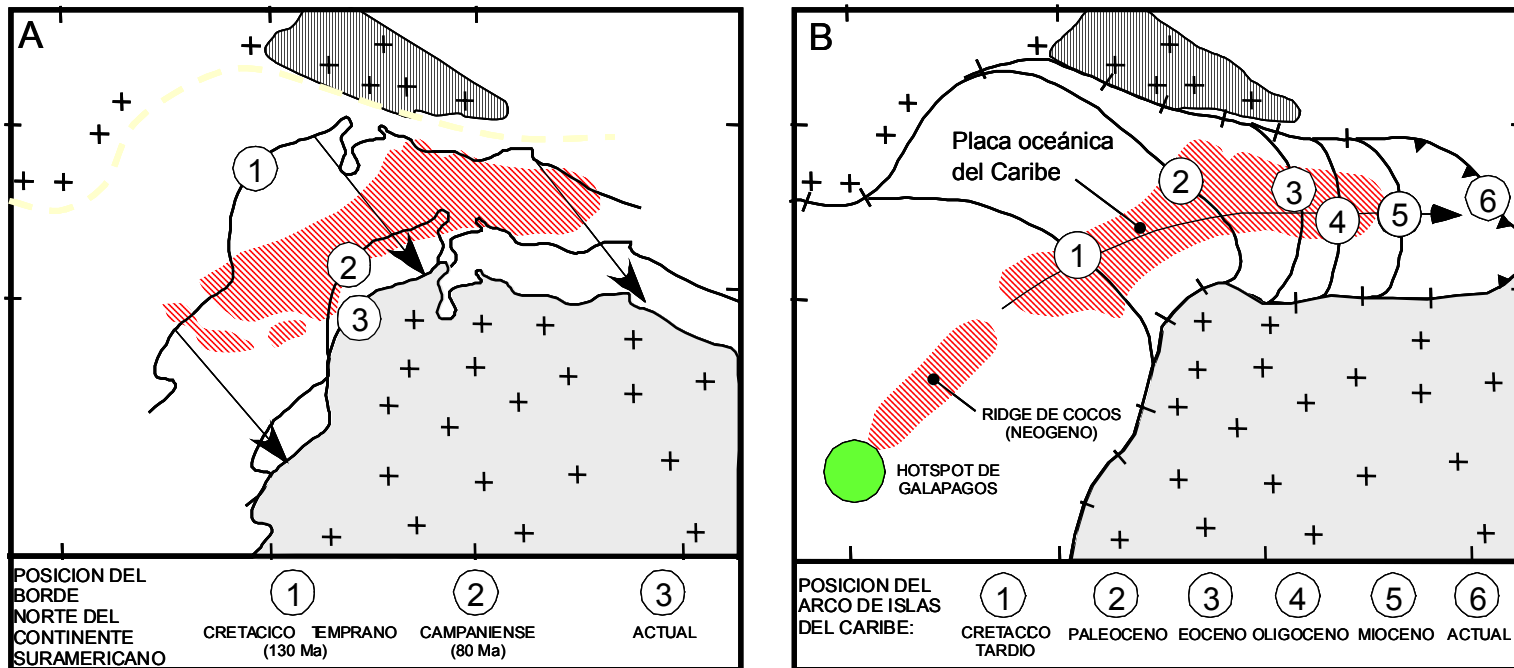 A
1
2
3
POSICION DEL
BORDE
NORTE DEL
CONTINENTE
SURAMERICANO
1
CRETACICO TEMPRANO
(130 Ma)
2
CAMPANIENSE
(80 Ma)
3
ACTUAL
B
Placa oceánica
del Caribe
1
2
3
4
5
6
RIDGE DE COCOS
(NEOGENO)
HOTSPOT DE
GALAPAGOS
POSICION DEL
ARCO DE ISLAS
DEL CARIBE:
1
CRETACCO
TARDIO
2
PALEOCENO
3
EOCENO
4
OLIGOCENO
5
MIOCENO
6
ACTUAL